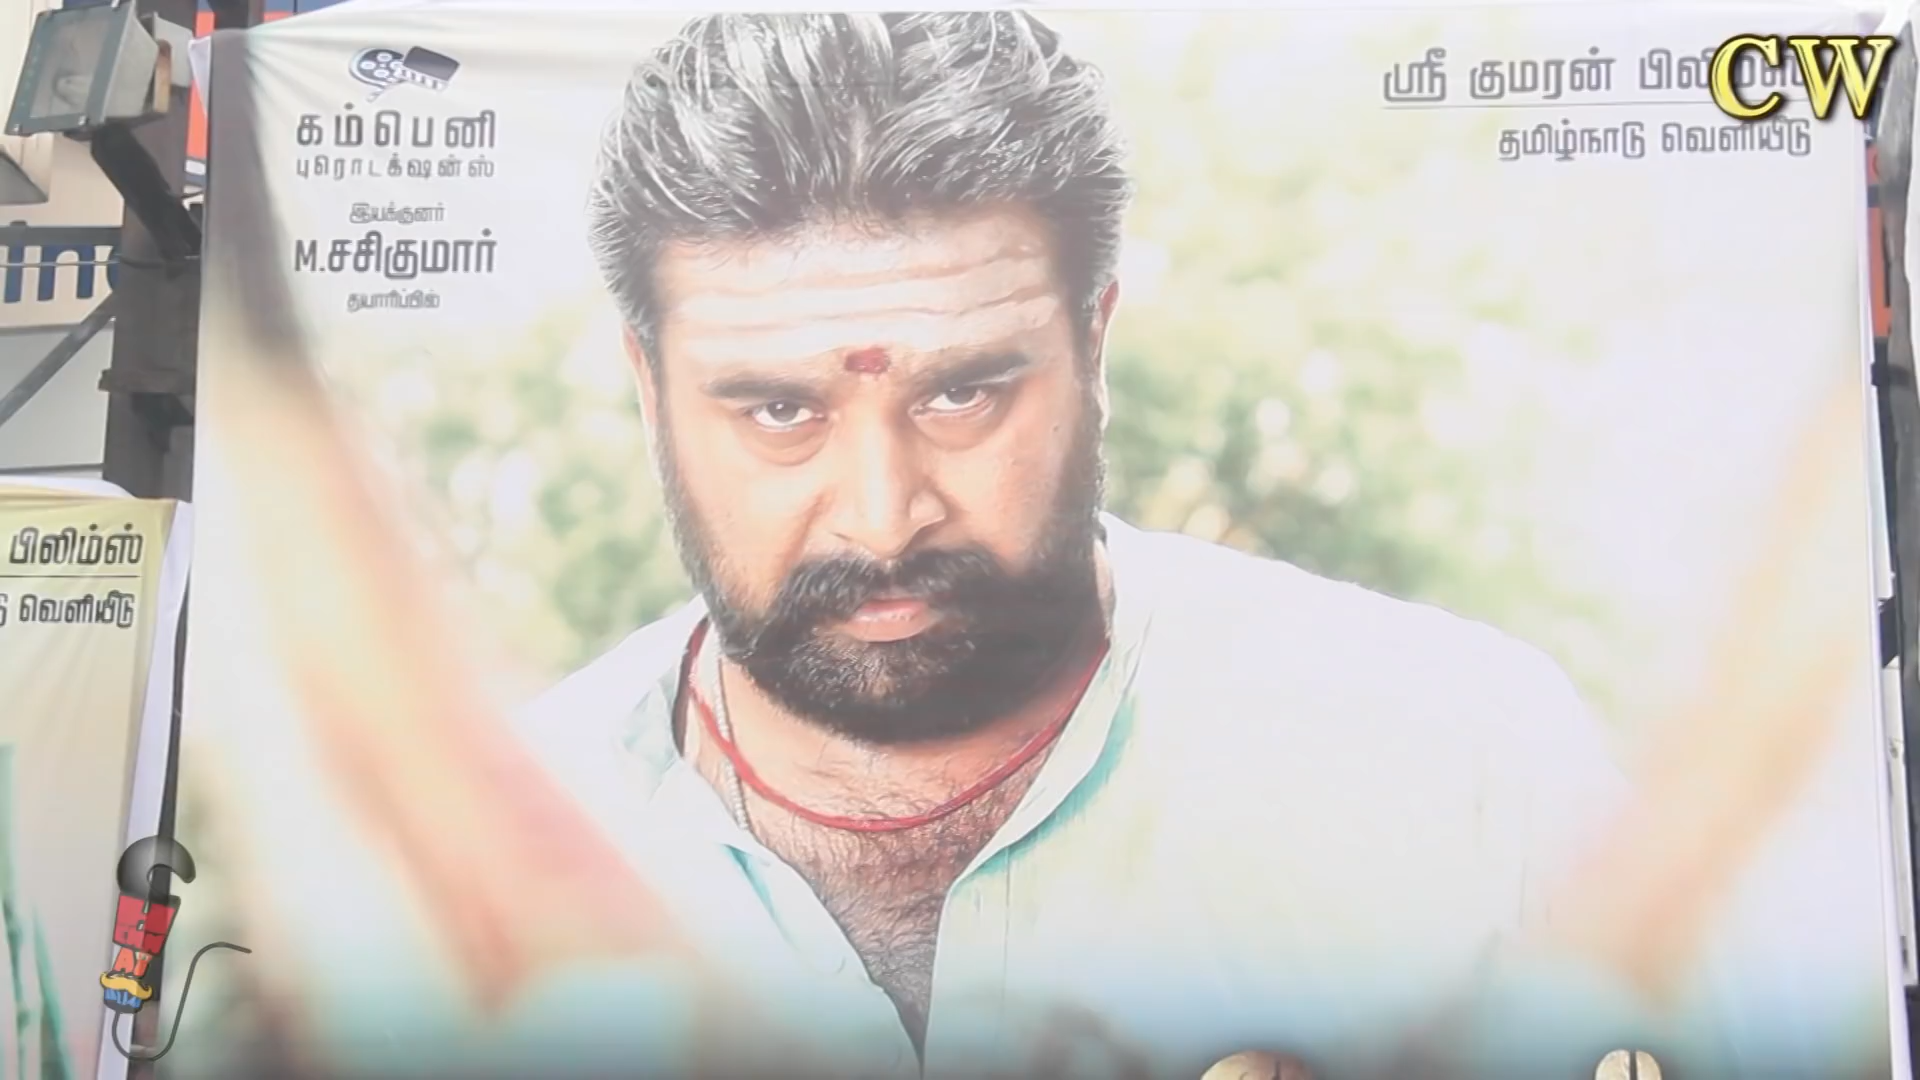 கம்பெனி
புரொடக்ஷன்ஸ்
இயக்குனர்
M.சசிகுமார்
தயாரிப்பில்
ஸ்ரீ குமரன்
தமிழ்நாடு வெளியீடு
CW
பிலிம்ஸ்
வெளியீடு